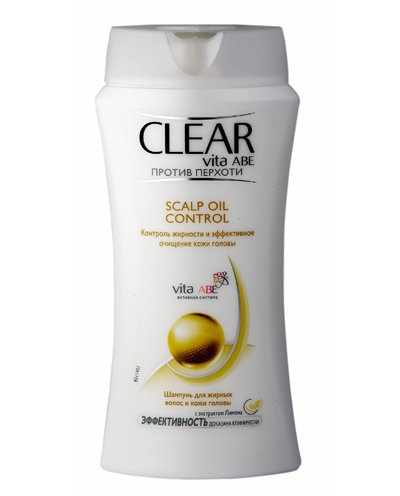 CLEAR
vita ABE
ПРОТИВ ПЕРХОТИ
SCALP OIL
CONTROL
Контроль жирности и эффективное
очищение кожи головы
vita ABE
активная система
Шампунь для жирных
волос и кожи головы
с экстрактом Лимона
ЭФФЕКТИВНОСТЬ ДОКАЗАНА КЛИНИЧЕСКИ